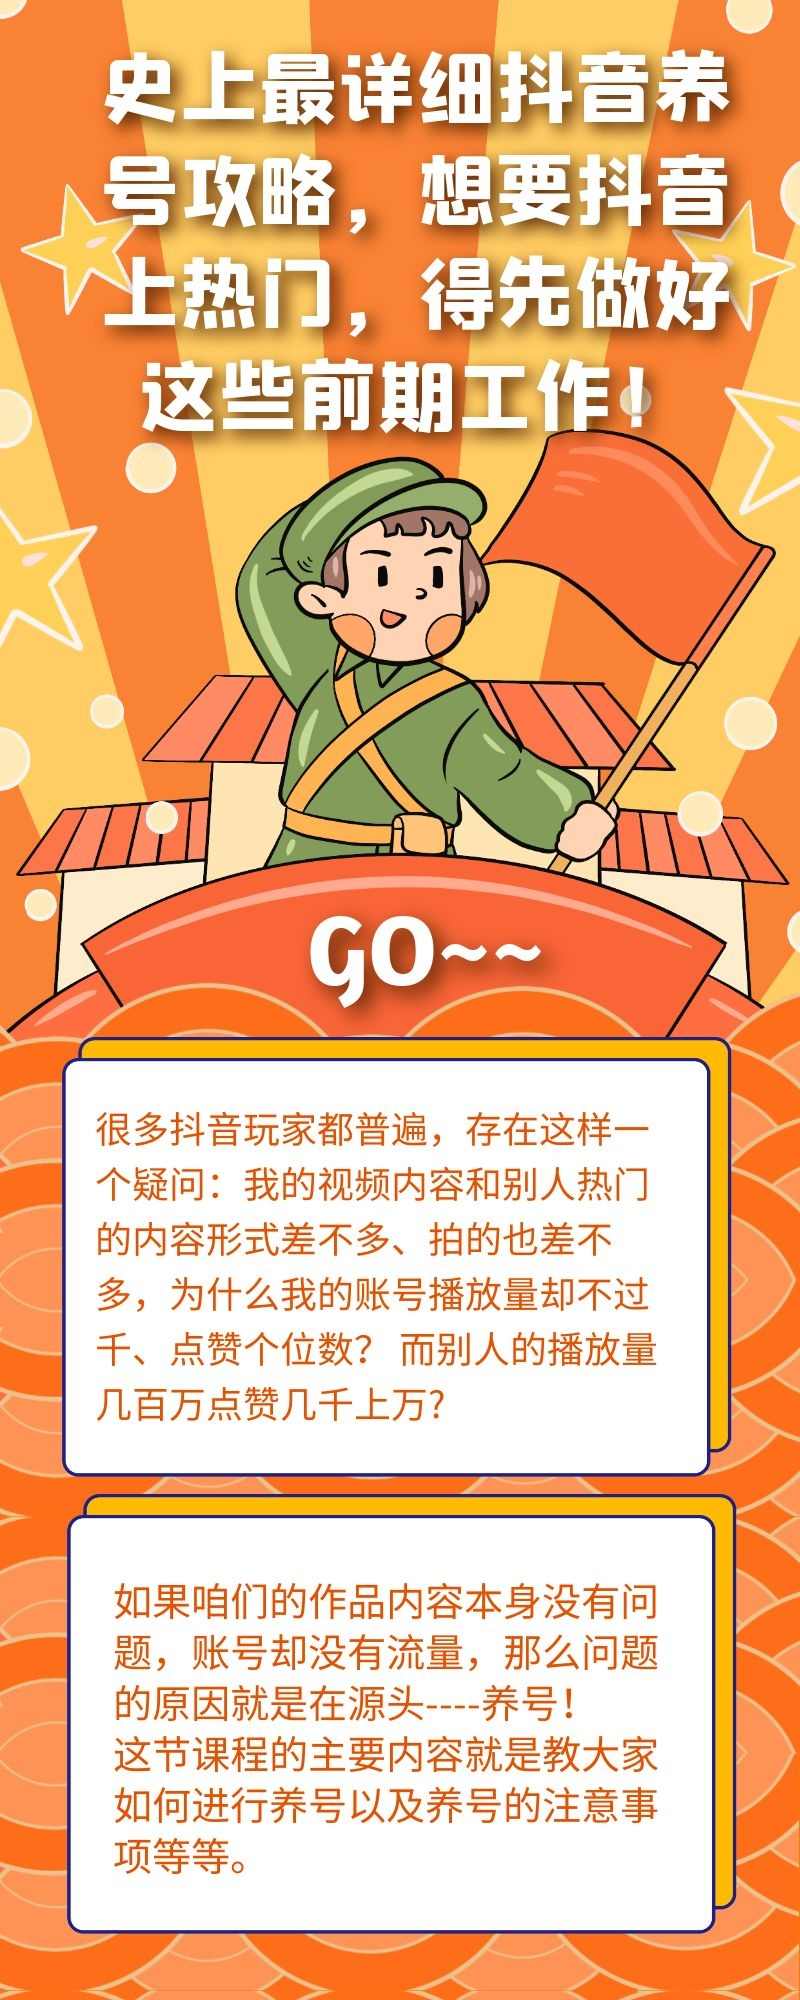 史上最详细抖音养
号攻略，想要抖音
上热门，得先做好
这些前期工作！
GO~~
很多抖音玩家都普遍，存在这样一
个疑问：我的视频内容和别人热门
的内容形式差不多、拍的也差不
多，为什么我的账号播放量却不过
千、点赞个位数？ 而别人的播放量
几百万点赞几千上万?
如果咱们的作品内容本身没有问
题，账号却没有流量，那么问题
的原因就是在源头----养号！
这节课程的主要内容就是教大家
如何进行养号以及养号的注意事
项等等。